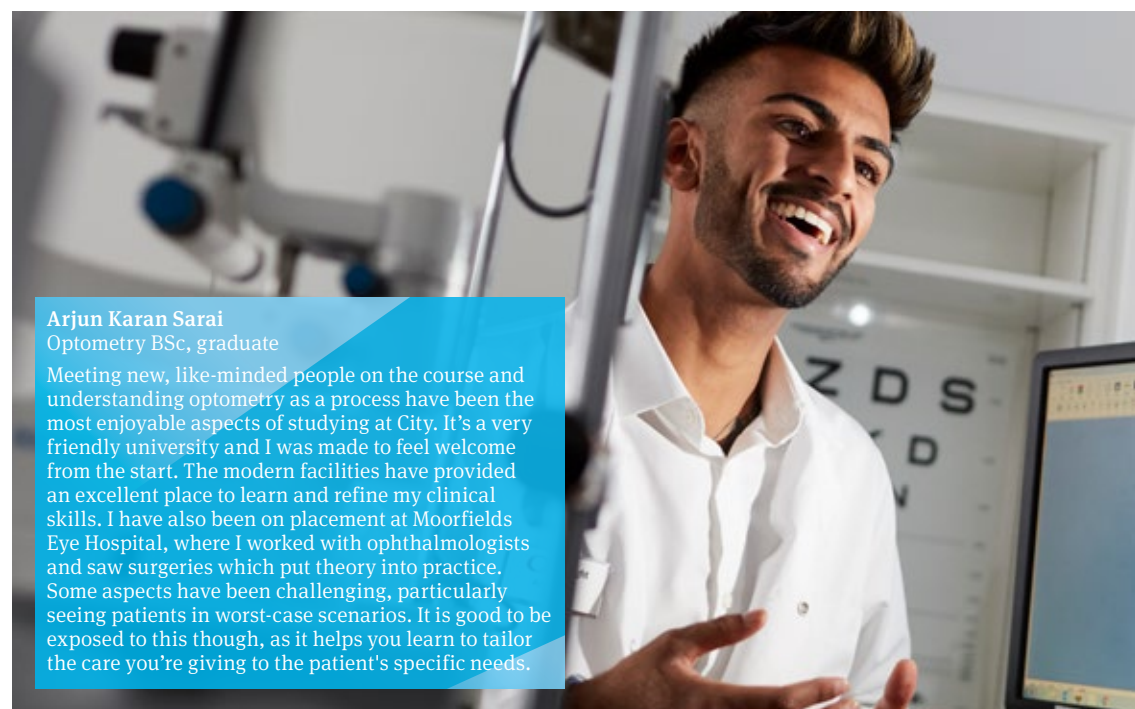 Arjun Karan Sarai
Optometry BSc, graduate
Meeting new, like-minded people on the course and
understanding optometry as a process have been the
most enjoyable aspects of studying at City. It’s a very
friendly university and I was made to feel welcome
from the start. The modern facilities have provided
an excellent place to learn and refine my clinical
skills. I have also been on placement at Moorfields
Eye Hospital, where I worked with ophthalmologists
and saw surgeries which put theory into practice.
Some aspects have been challenging, particularly
seeing patients in worst-case scenarios. It is good to be
exposed to this though, as it helps you learn to tailor
the care you’re giving to the patient's specific needs.
Z D S
D
N